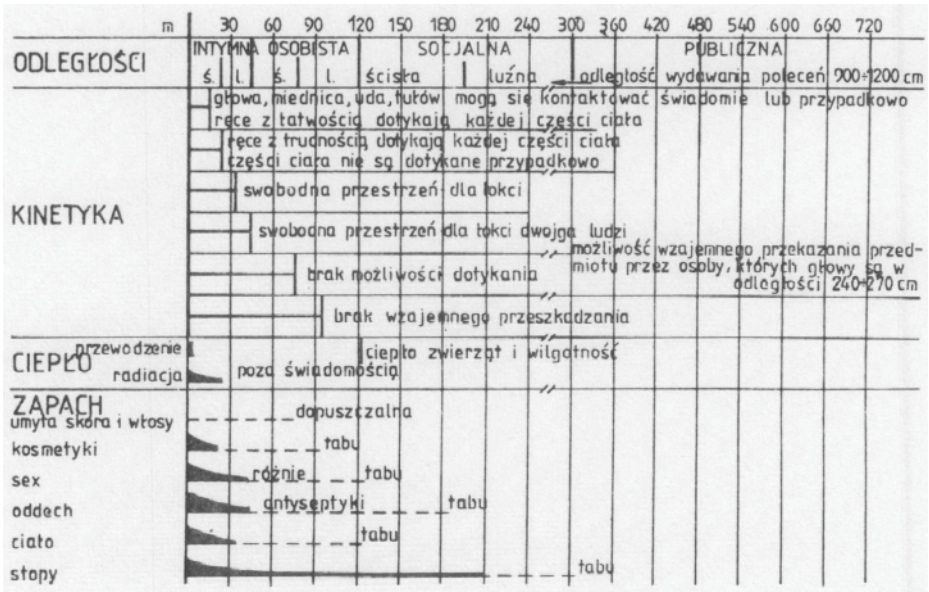 m 30 60 90 120 150 180 210 240 300 360 420 480 540 600 660 720
ODLEGŁOŚCI
INTYMNA OSOBISTA SOCJALNA PUBLICZNA
ś. l. ś. l. ścisła luźna odległość wydawania poleceń 900÷1200 cm
KINETYKA
głowa, miednica, uda, tułów mogą się kontaktować świadomie lub przypadkowo
ręce z łatwością dotykają każdej części ciała
ręce z trudnością dotykają każdej części ciała
części ciała nie są dotykane przypadkowo
swobodna przestrzeń dla łokci
swobodna przestrzeń dla łokci dwojga ludzi
możliwość wzajemnego przekazania przed-
miotu przez osoby, których głowy są w
odległości 240÷270 cm
brak możliwości dotykania
brak wzajemnego przeszkadzania
CIEPŁO
przewodzenie ciepło zwierząt i wilgotność
radiacja poza świadomością
ZAPACH
umyta skóra i włosy dopuszczalna
kosmetyki tabu
sex różnie tabu
oddech antyseptyki tabu
ciało tabu
stopy tabu